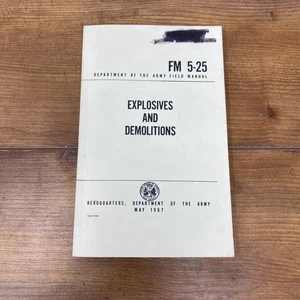 FM 5-25
DEPARTMENT OF THE ARMY FIELD MANUAL
EXPLOSIVES
AND
DEMOLITIONS
HEADQUARTERS, DEPARTMENT OF THE ARMY
MAY 1967